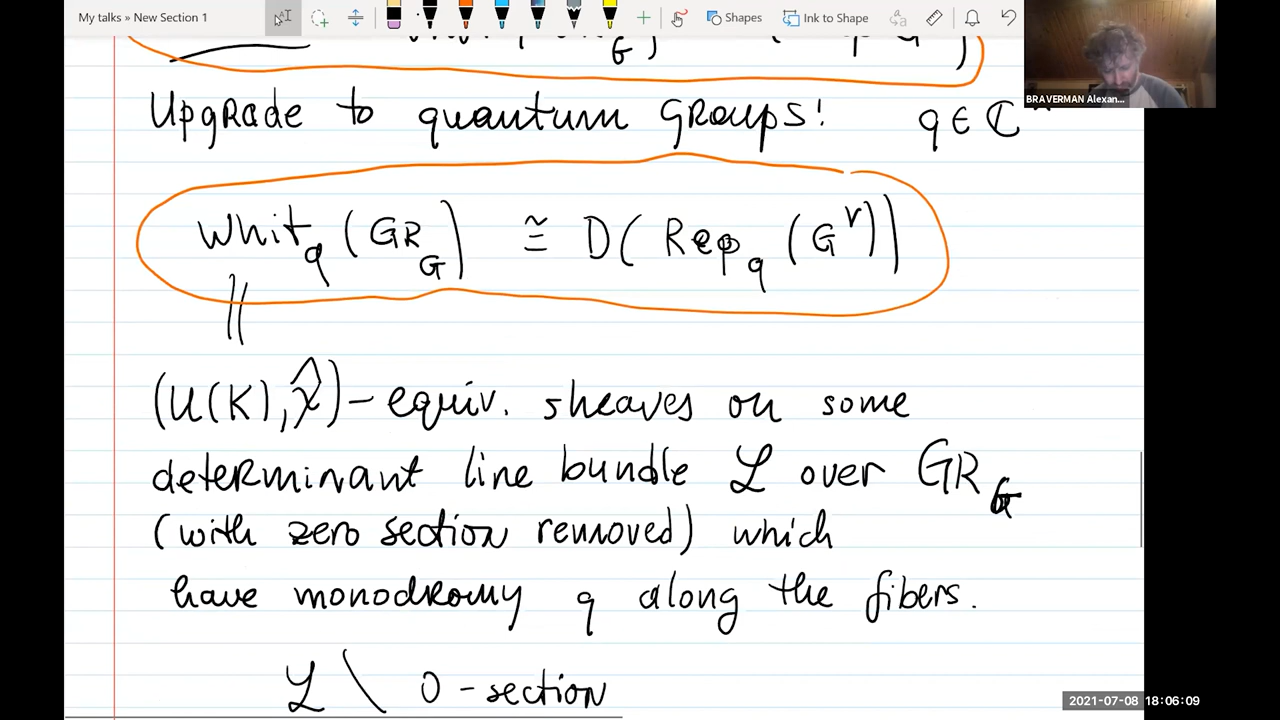 My talks » New Section 1
Shapes
Ink to Shape
BRAVERMAN Alexan...
Upgrade to quantum groups! q ∈ ℂ
Whit_q (GR_G) ≅ D(Rep_q (G^v))
||
(U(K), χ̂)-equiv. sheaves on some
determinant line bundle ℒ over GR_G
(with zero section removed) which
have monodromy q along the fibers.
ℒ \ 0-section
2021-07-08 18:06:09